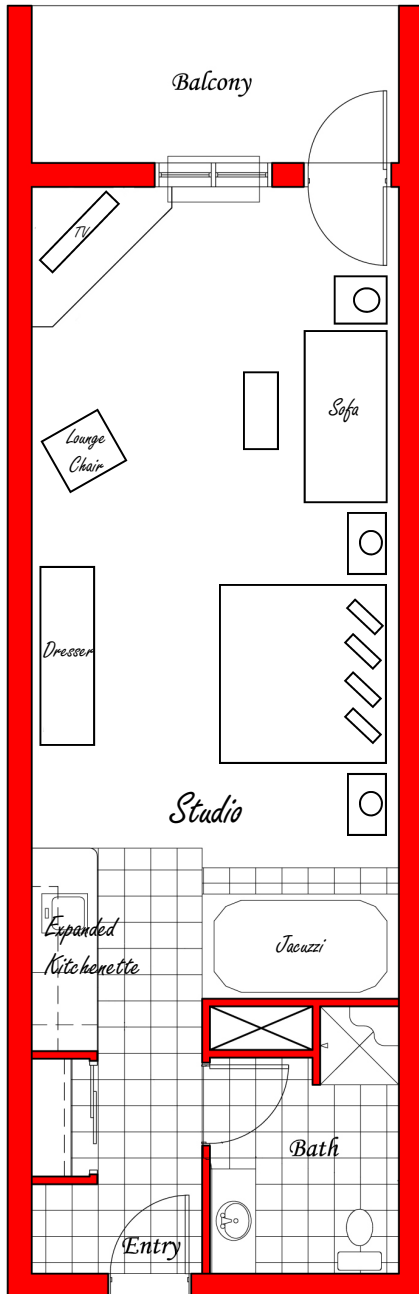 Balcony
TV
Sofa
Lounge
Chair
Dresser
Studio
Expanded
Kitchenette
Jacuzzi
Bath
Entry